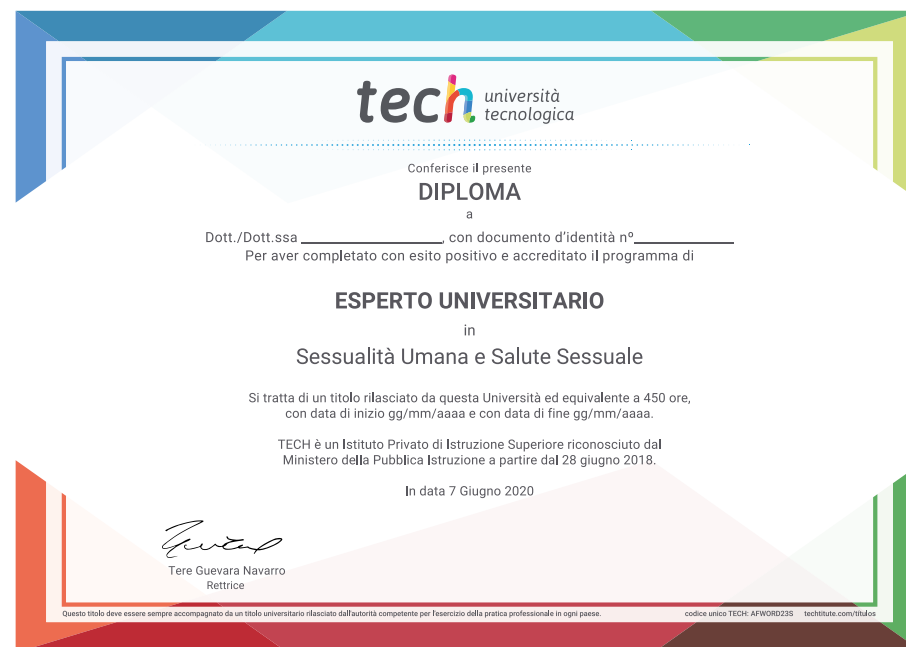 tech università
tecnologica
Conferisce il presente
DIPLOMA
a
Dott./Dott.ssa ____________________, con documento d'identità nº______________
Per aver completato con esito positivo e accreditato il programma di
ESPERTO UNIVERSITARIO
in
Sessualità Umana e Salute Sessuale
Si tratta di un titolo rilasciato da questa Università ed equivalente a 450 ore,
con data di inizio gg/mm/aaaa e con data di fine gg/mm/aaaa.
TECH è un Istituto Privato di Istruzione Superiore riconosciuto dal
Ministero della Pubblica Istruzione a partire dal 28 giugno 2018.
In data 7 Giugno 2020
Tere Guevara Navarro
Rettrice
Questo titolo deve essere sempre accompagnato da un titolo universitario rilasciato dall'autorità competente per l'esercizio della pratica professionale in ogni paese. codice unico TECH: AFWORD23S techtitute.com/títulos